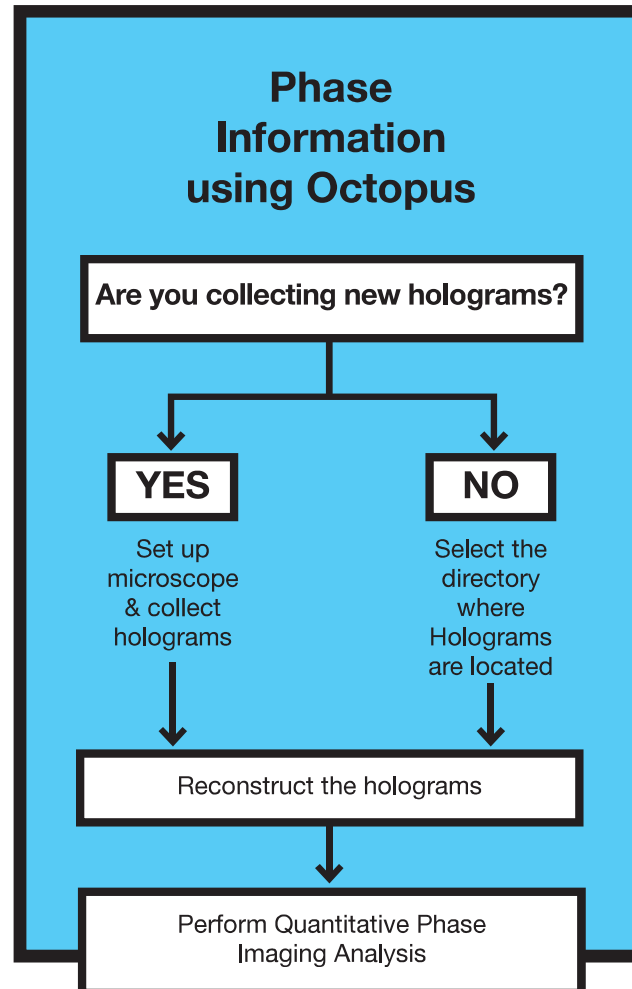 Phase
Information
using Octopus
Are you collecting new holograms?
YES
Set up
microscope
& collect
holograms
NO
Select the
directory
where
Holograms
are located
Reconstruct the holograms
Perform Quantitative Phase
Imaging Analysis